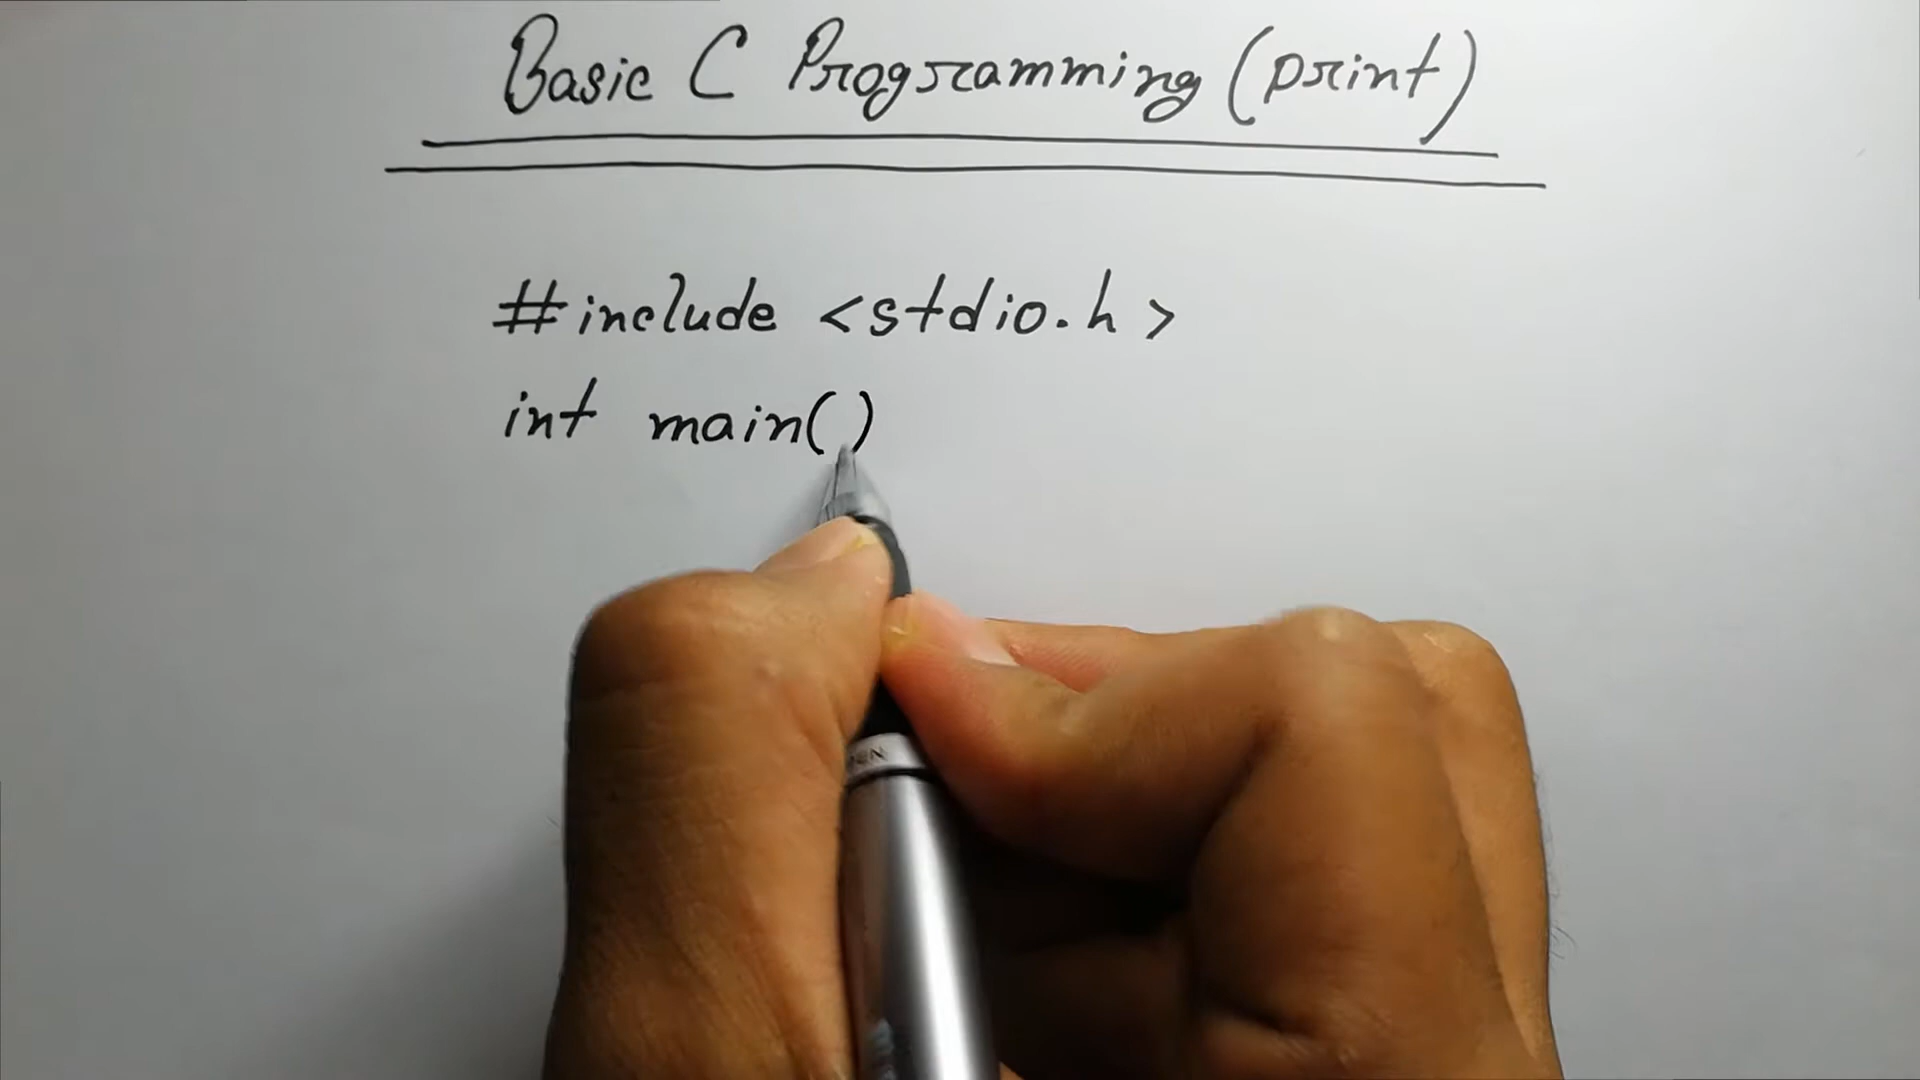 Basic C Programming (print)
#include <stdio.h>
int main()